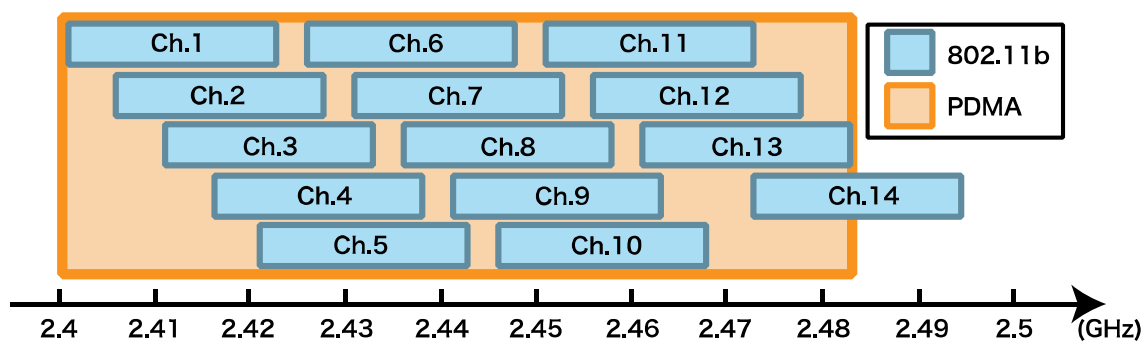 Ch.1 Ch.6 Ch.11
Ch.2 Ch.7 Ch.12
Ch.3 Ch.8 Ch.13
Ch.4 Ch.9 Ch.14
Ch.5 Ch.10
802.11b
PDMA
2.4 2.41 2.42 2.43 2.44 2.45 2.46 2.47 2.48 2.49 2.5 (GHz)